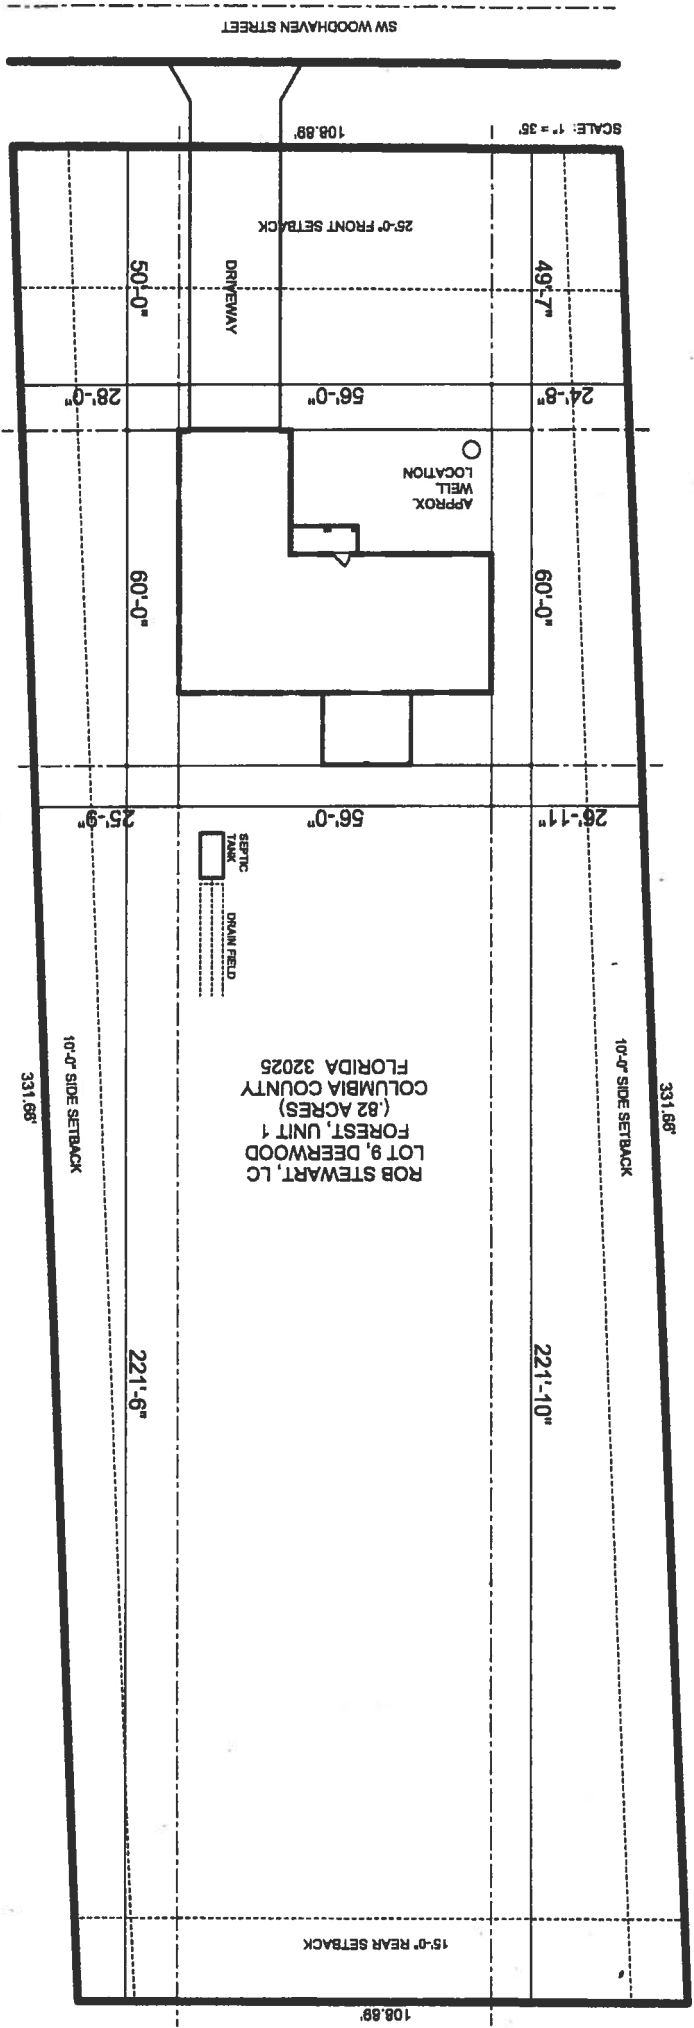 SW WOODHAVEN STREET
SCALE: 1" = 35'
108.89'
25'-0" FRONT SETBACK
DRIVEWAY
50'-0"
49'-7"
28'-0"
56'-0"
24'-8"
APPROX.
WELL
LOCATION
60'-0"
60'-0"
25'-9"
56'-0"
26'-11"
SEPTIC
TANK
DRAIN FIELD
ROB STEWART, LC
LOT 9, DEERWOOD
FOREST, UNIT 1
(.82 ACRES)
COLUMBIA COUNTY
FLORIDA 32025
10'-0" SIDE SETBACK
331.66'
10'-0" SIDE SETBACK
331.66'
221'-6"
221'-10"
15'-0" REAR SETBACK
108.89'